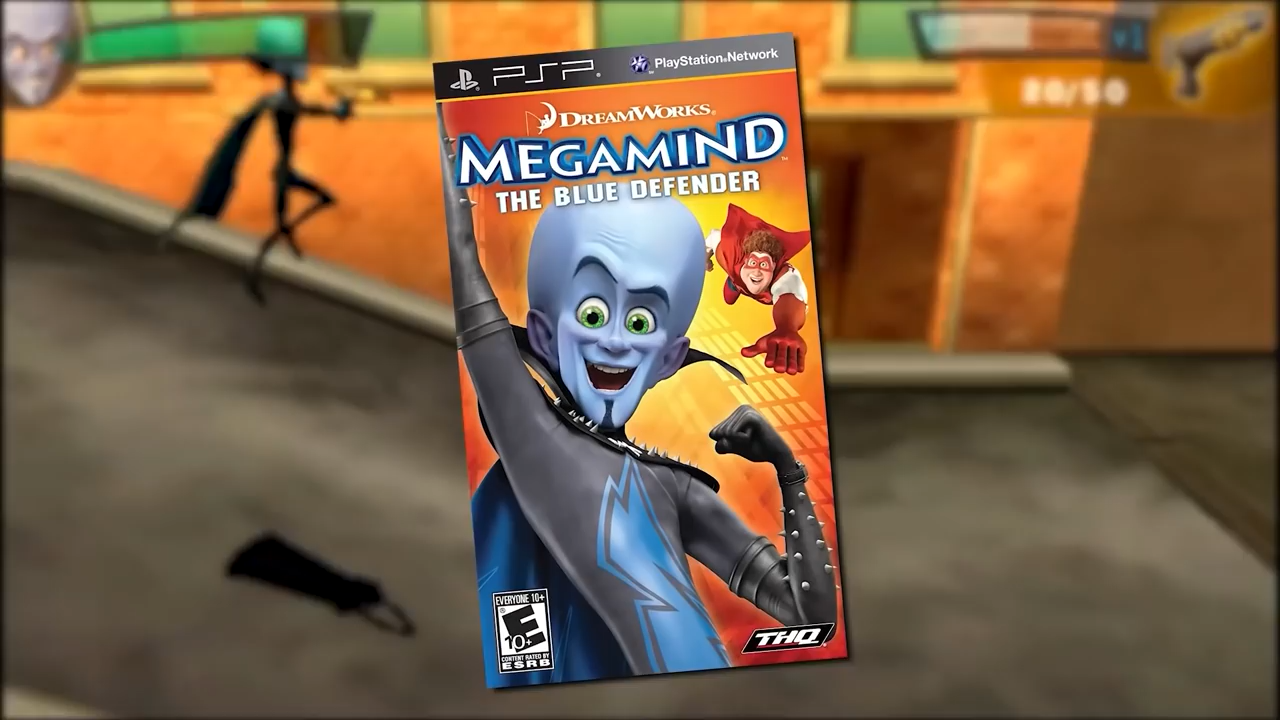 PSP
PlayStation®Network
DREAMWORKS
MEGAMIND
THE BLUE DEFENDER
20/50
EVERYONE 10+
E
10+
CONTENT RATED BY
ESRB
THQ